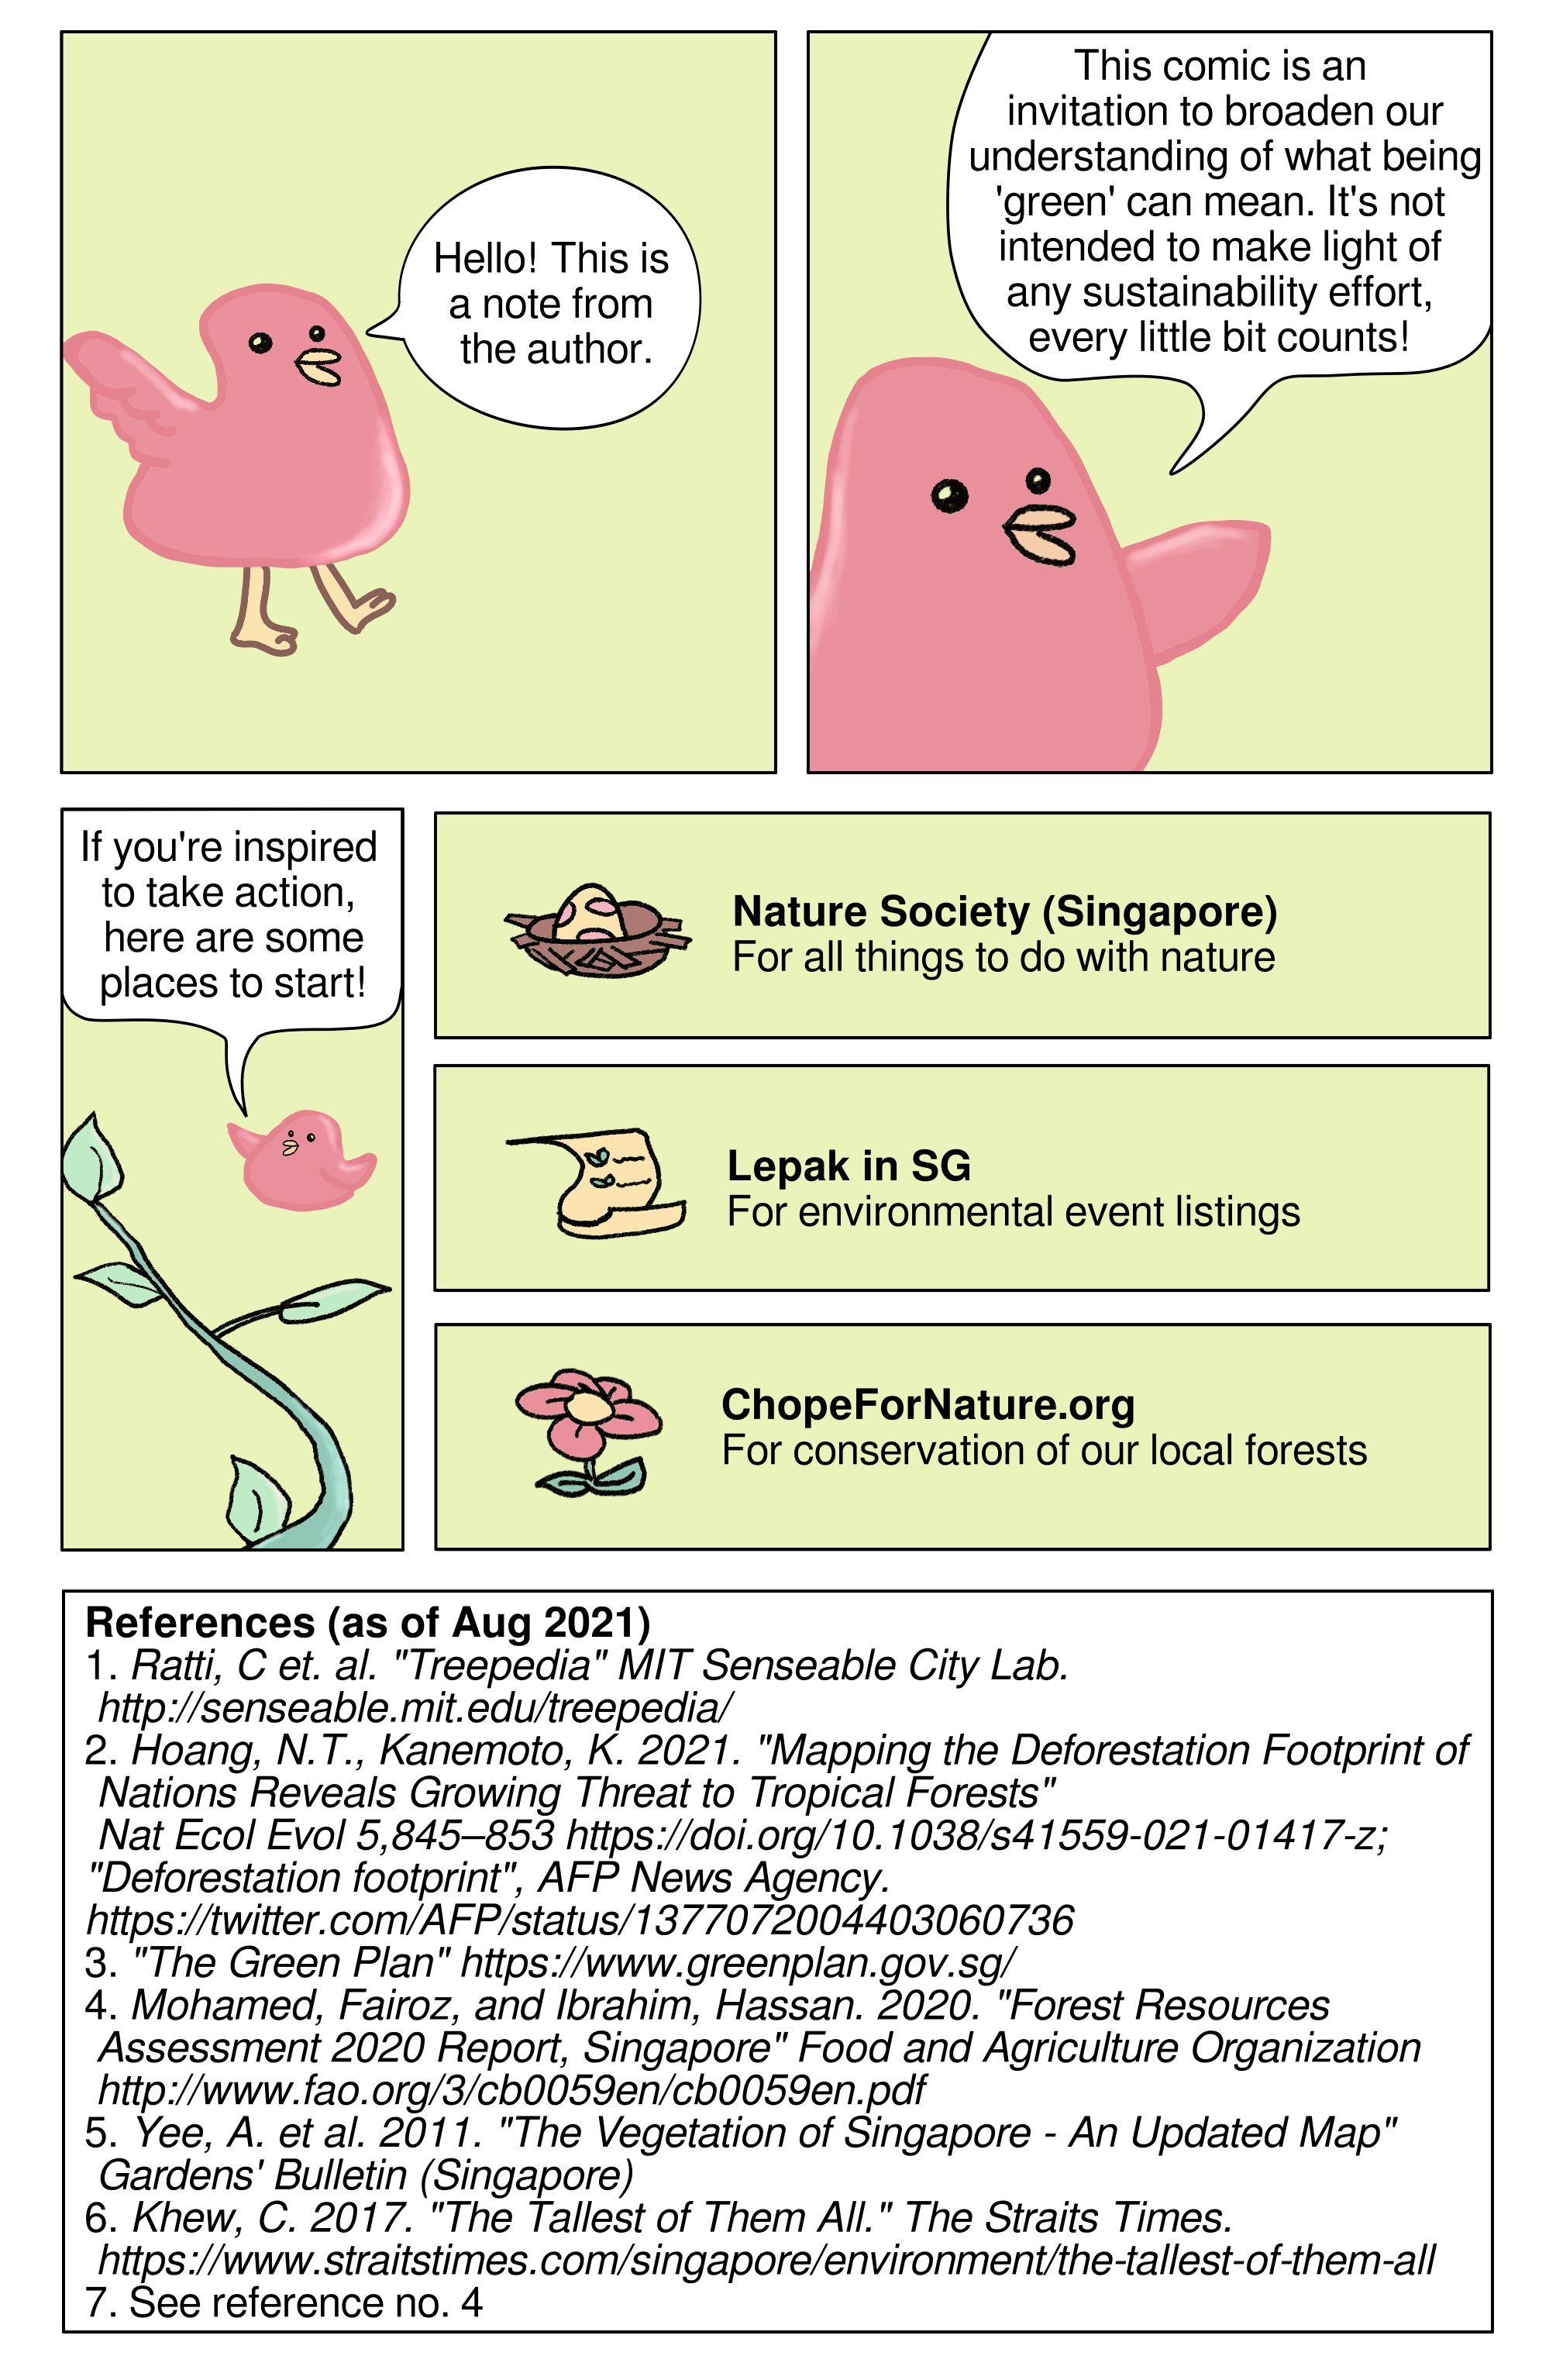 Hello! This is
a note from
the author.
This comic is an
invitation to broaden our
understanding of what being
'green' can mean. It's not
intended to make light of
any sustainability effort,
every little bit counts!
If you're inspired
to take action,
here are some
places to start!
Nature Society (Singapore)
For all things to do with nature
Lepak in SG
For environmental event listings
ChopeForNature.org
For conservation of our local forests
References (as of Aug 2021)
1. Ratti, C et. al. "Treepedia" MIT Senseable City Lab.
http://senseable.mit.edu/treepedia/
2. Hoang, N.T., Kanemoto, K. 2021. "Mapping the Deforestation Footprint of
Nations Reveals Growing Threat to Tropical Forests"
Nat Ecol Evol 5,845–853 https://doi.org/10.1038/s41559-021-01417-z;
"Deforestation footprint", AFP News Agency.
https://twitter.com/AFP/status/1377072004403060736
3. "The Green Plan" https://www.greenplan.gov.sg/
4. Mohamed, Fairoz, and Ibrahim, Hassan. 2020. "Forest Resources
Assessment 2020 Report, Singapore" Food and Agriculture Organization
http://www.fao.org/3/cb0059en/cb0059en.pdf
5. Yee, A. et al. 2011. "The Vegetation of Singapore - An Updated Map"
Gardens' Bulletin (Singapore)
6. Khew, C. 2017. "The Tallest of Them All." The Straits Times.
https://www.straitstimes.com/singapore/environment/the-tallest-of-them-all
7. See reference no. 4